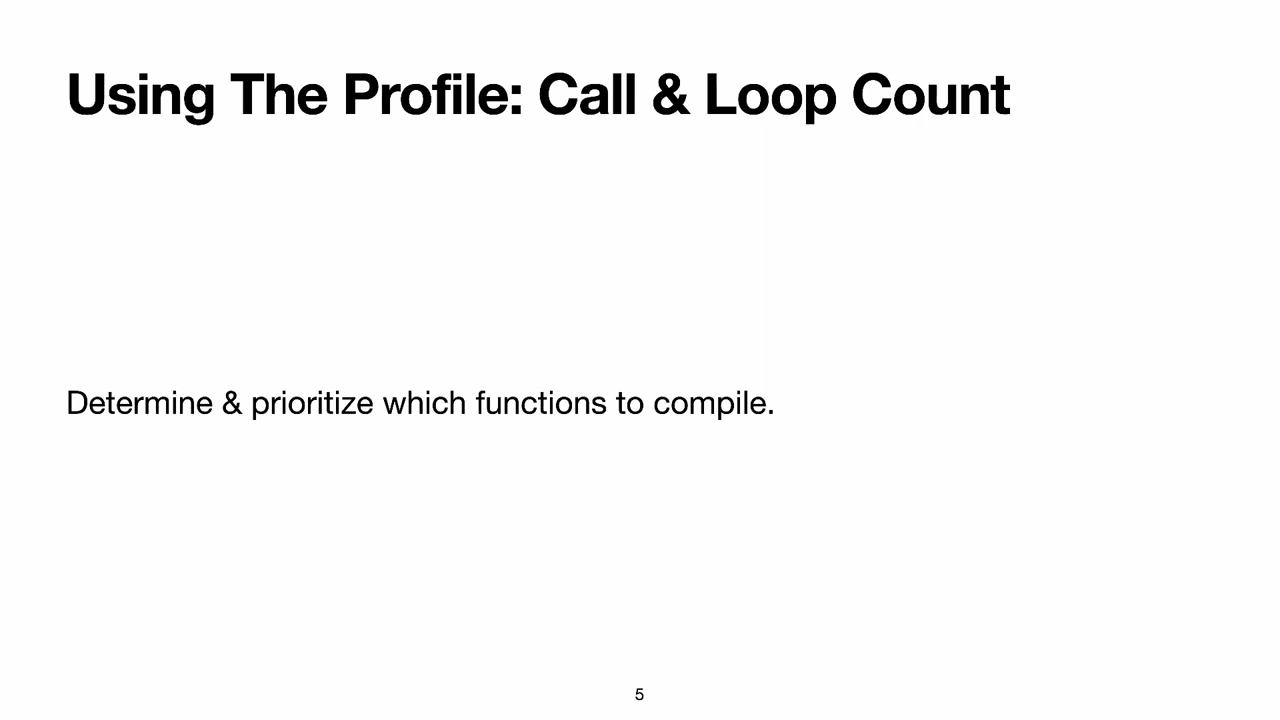 Using The Profile: Call & Loop Count
Determine & prioritize which functions to compile.
5